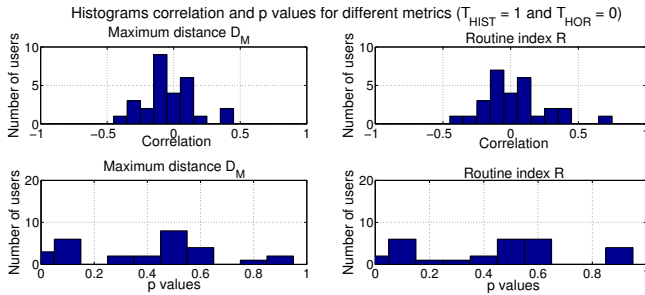 Histograms correlation and p values for different metrics (T_HIST = 1 and T_HOR = 0)
Maximum distance D_M
Number of users
10
5
0
-1
-0.5
0
0.5
1
Correlation
Routine index R
Number of users
10
5
0
-1
-0.5
0
0.5
1
Correlation
Maximum distance D_M
Number of users
20
10
0
0
0.2
0.4
0.6
0.8
1
p values
Routine index R
Number of users
20
10
0
0
0.2
0.4
0.6
0.8
1
p values